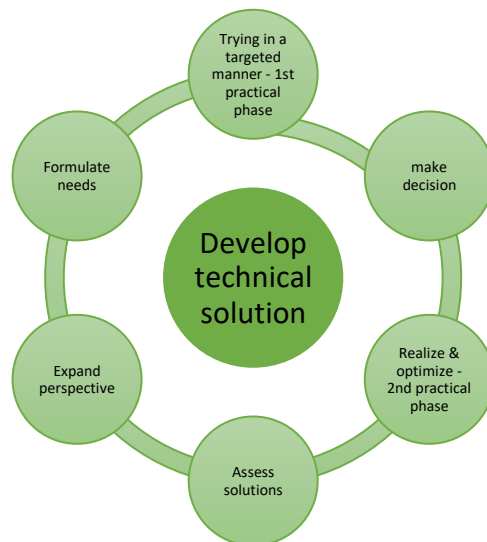 Trying in a
targeted
manner - 1st
practical
phase
make
decision
Realize &
optimize -
2nd practical
phase
Assess
solutions
Expand
perspective
Formulate
needs
Develop
technical
solution